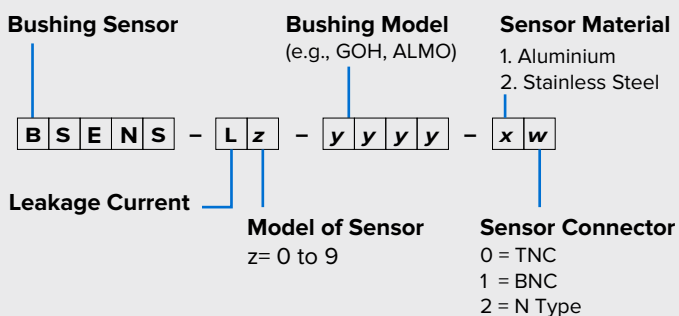 Bushing Sensor
Bushing Model
(e.g., GOH, ALMO)
Sensor Material
1. Aluminium
2. Stainless Steel
B S E N S – L z – y y y y – x w
Leakage Current
Model of Sensor
z= 0 to 9
Sensor Connector
0 = TNC
1 = BNC
2 = N Type